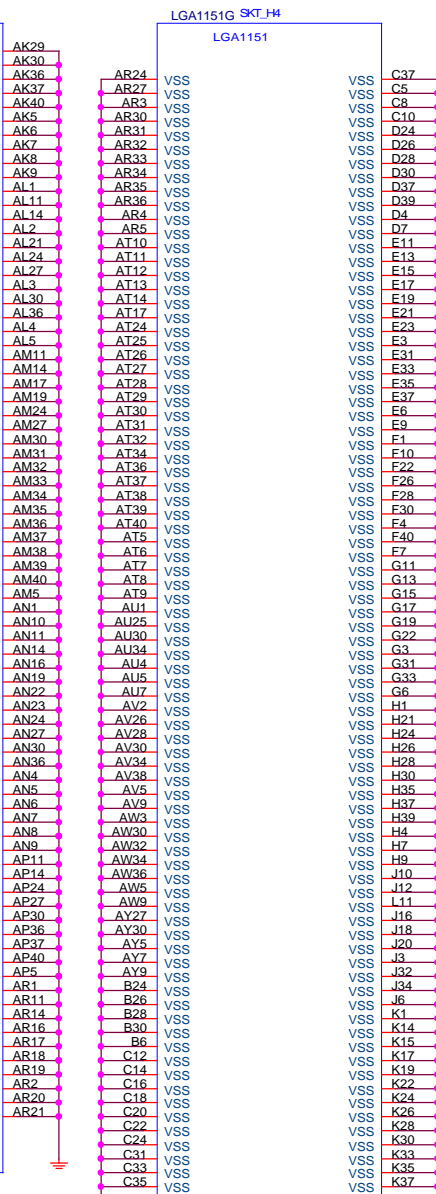 LGA1151G SKT_H4
LGA1151
AK29
AK30
AK36
AK37
AK40
AK5
AK6
AK7
AK8
AK9
AL1
AL11
AL14
AL2
AL21
AL24
AL27
AL3
AL30
AL36
AL4
AL5
AM11
AM14
AM17
AM19
AM24
AM27
AM30
AM31
AM32
AM33
AM34
AM35
AM36
AM37
AM38
AM39
AM40
AM5
AN1
AN10
AN11
AN14
AN16
AN19
AN22
AN23
AN24
AN27
AN30
AN36
AN4
AN5
AN6
AN7
AN8
AN9
AP11
AP14
AP24
AP27
AP30
AP36
AP37
AP40
AP5
AR1
AR11
AR14
AR16
AR17
AR18
AR19
AR2
AR20
AR21
AR24 VSS VSS C37
AR27 VSS VSS C5
AR3 VSS VSS C8
AR30 VSS VSS C10
AR31 VSS VSS D24
AR32 VSS VSS D26
AR33 VSS VSS D28
AR34 VSS VSS D30
AR35 VSS VSS D37
AR36 VSS VSS D39
AR4 VSS VSS D4
AR5 VSS VSS D7
AT10 VSS VSS E11
AT11 VSS VSS E13
AT12 VSS VSS E15
AT13 VSS VSS E17
AT14 VSS VSS E19
AT17 VSS VSS E21
AT24 VSS VSS E23
AT25 VSS VSS E3
AT26 VSS VSS E31
AT27 VSS VSS E33
AT28 VSS VSS E35
AT29 VSS VSS E37
AT30 VSS VSS E6
AT31 VSS VSS E9
AT32 VSS VSS F1
AT34 VSS VSS F10
AT36 VSS VSS F22
AT37 VSS VSS F26
AT38 VSS VSS F28
AT39 VSS VSS F30
AT40 VSS VSS F4
AT5 VSS VSS F40
AT6 VSS VSS F7
AT7 VSS VSS G11
AT8 VSS VSS G13
AT9 VSS VSS G15
AU1 VSS VSS G17
AU25 VSS VSS G19
AU30 VSS VSS G22
AU34 VSS VSS G3
AU4 VSS VSS G31
AU5 VSS VSS G33
AU7 VSS VSS G6
AV2 VSS VSS H1
AV26 VSS VSS H21
AV28 VSS VSS H24
AV30 VSS VSS H26
AV34 VSS VSS H28
AV38 VSS VSS H30
AV5 VSS VSS H35
AV9 VSS VSS H37
AW3 VSS VSS H39
AW30 VSS VSS H4
AW32 VSS VSS H7
AW34 VSS VSS H9
AW36 VSS VSS J10
AW5 VSS VSS J12
AW9 VSS VSS L11
AY27 VSS VSS J16
AY30 VSS VSS J18
AY5 VSS VSS J20
AY7 VSS VSS J3
AY9 VSS VSS J32
B24 VSS VSS J34
B26 VSS VSS J6
B28 VSS VSS K1
B30 VSS VSS K14
B6 VSS VSS K15
C12 VSS VSS K17
C14 VSS VSS K19
C16 VSS VSS K22
C18 VSS VSS K24
C20 VSS VSS K26
C22 VSS VSS K28
C24 VSS VSS K30
C31 VSS VSS K33
C33 VSS VSS K35
C35 VSS VSS K37